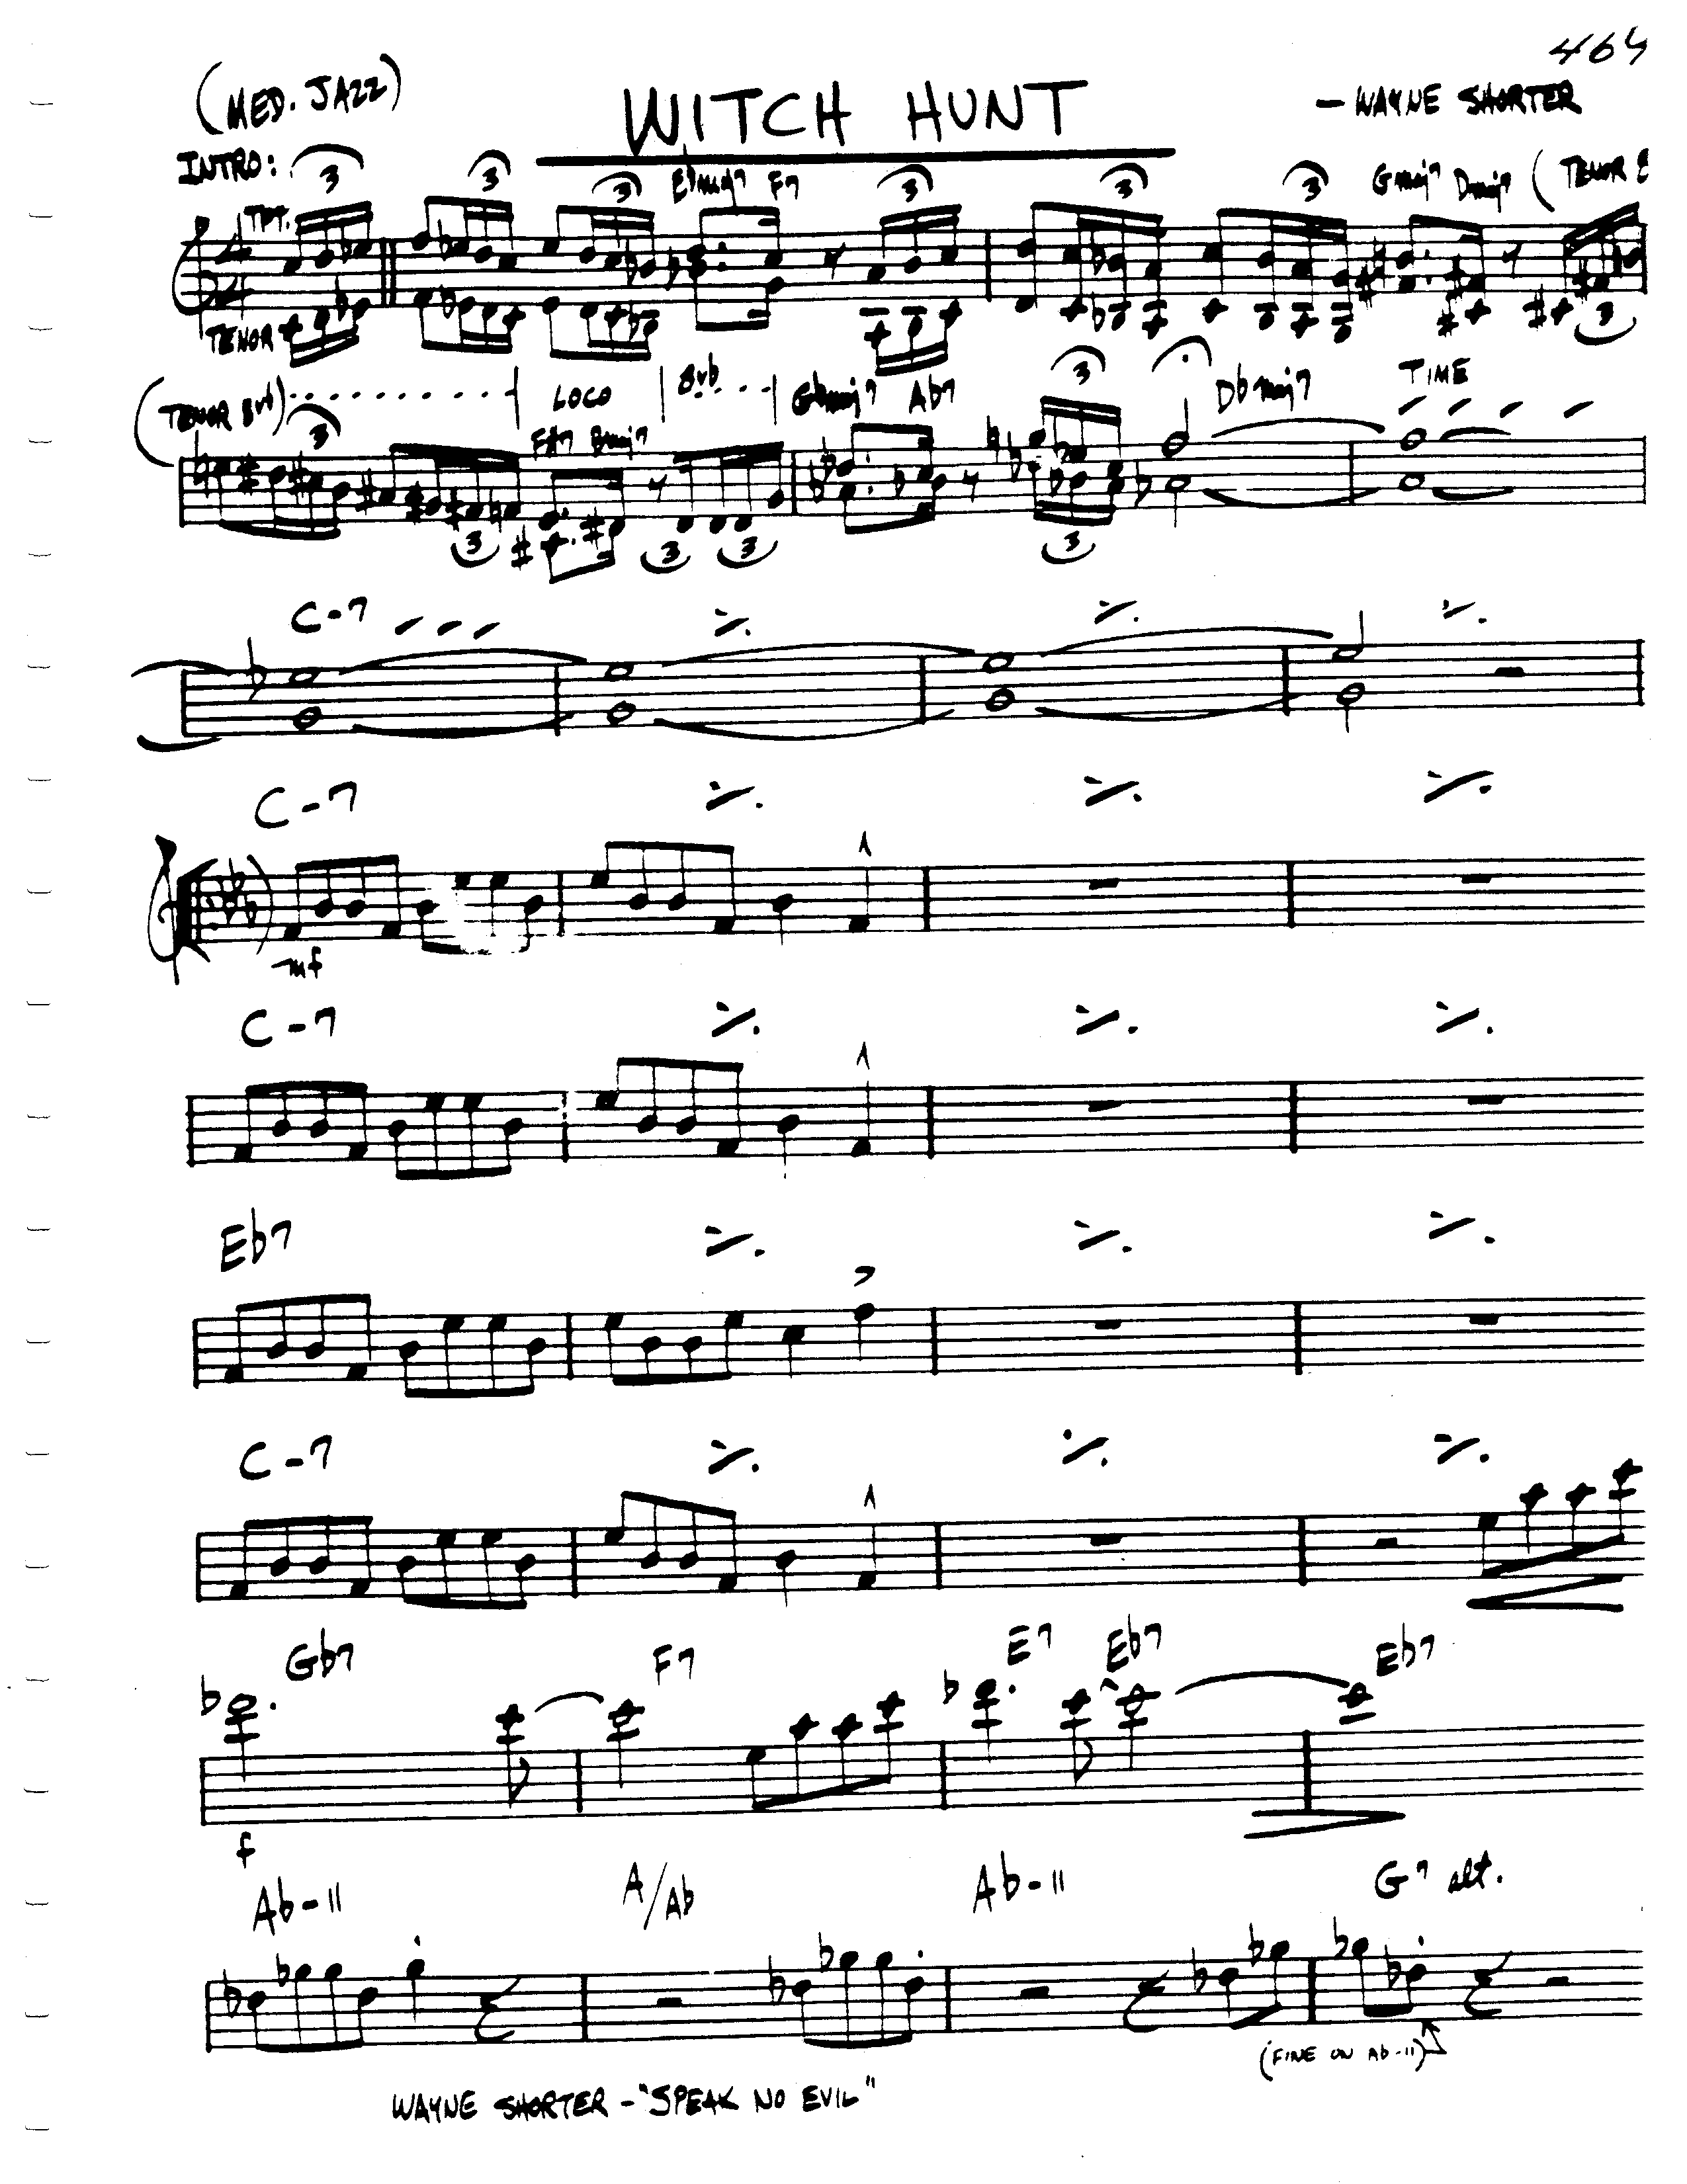 464
(MED. JAZZ)
WITCH HUNT
- WAYNE SHORTER
INTRO: 3 3 3 Ebmaj7 F7 3 3 3 Gmaj7 Dmaj7 (TENOR 8
TPT.
TENOR 3
(TENOR 8vb) LOCO 8vb Gbmaj7 Ab7 3 Dbmaj7 TIME
3 F#7 Bmaj7
3 3 3 3
C-7
C-7
mf
C-7
Eb7
C-7
Gb7 F7 E7 Eb7 Eb7
f
Ab-11 A/Ab Ab-11 G7 alt.
(FINE ON Ab-11)
WAYNE SHORTER - "SPEAK NO EVIL"